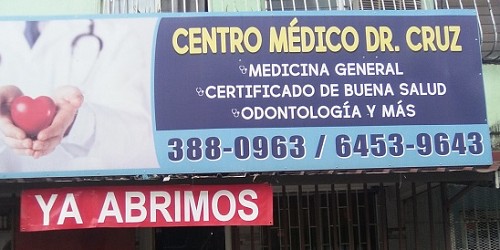 CENTRO MÉDICO DR. CRUZ
MEDICINA GENERAL
CERTIFICADO DE BUENA SALUD
ODONTOLOGÍA Y MÁS
388-0963 / 6453-9643
YA ABRIMOS